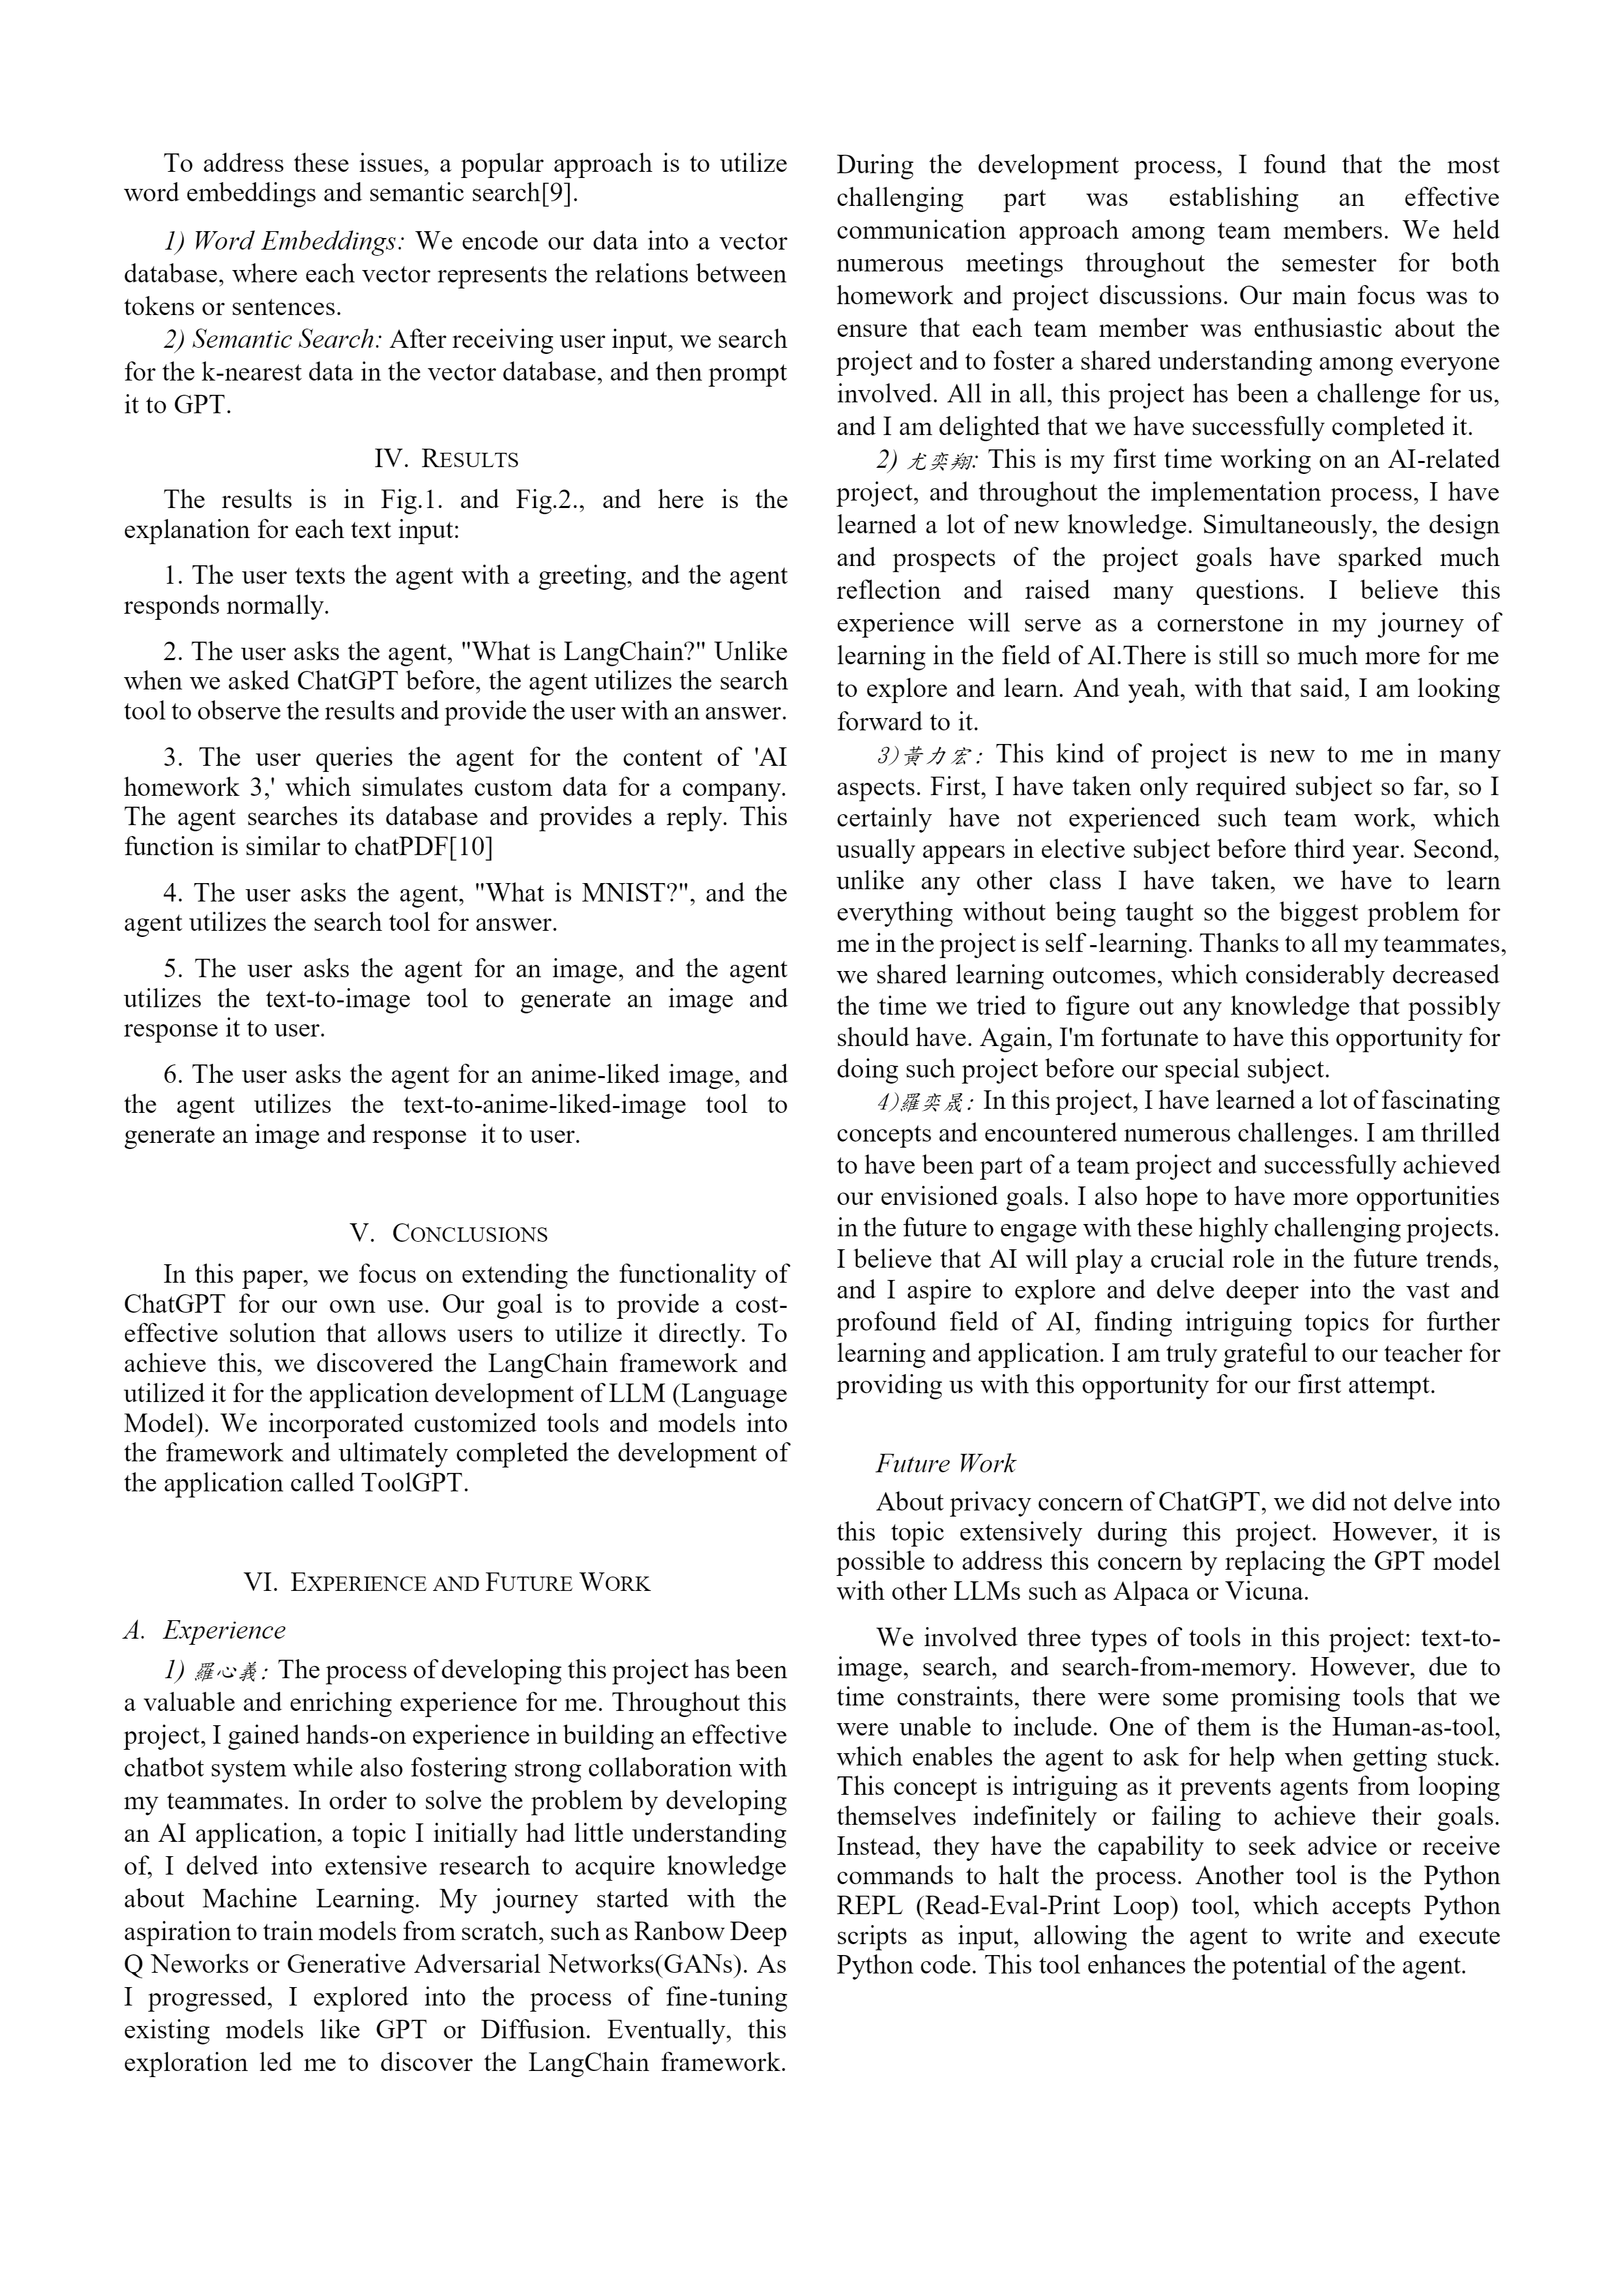 To address these issues, a popular approach is to utilize
word embeddings and semantic search[9].
1) Word Embeddings: We encode our data into a vector
database, where each vector represents the relations between
tokens or sentences.
2) Semantic Search: After receiving user input, we search
for the k-nearest data in the vector database, and then prompt
it to GPT.
IV. RESULTS
The results is in Fig.1. and Fig.2., and here is the
explanation for each text input:
1. The user texts the agent with a greeting, and the agent
responds normally.
2. The user asks the agent, "What is LangChain?" Unlike
when we asked ChatGPT before, the agent utilizes the search
tool to observe the results and provide the user with an answer.
3. The user queries the agent for the content of 'AI
homework 3,' which simulates custom data for a company.
The agent searches its database and provides a reply. This
function is similar to chatPDF[10]
4. The user asks the agent, "What is MNIST?", and the
agent utilizes the search tool for answer.
5. The user asks the agent for an image, and the agent
utilizes the text-to-image tool to generate an image and
response it to user.
6. The user asks the agent for an anime-liked image, and
the agent utilizes the text-to-anime-liked-image tool to
generate an image and response it to user.
V. CONCLUSIONS
In this paper, we focus on extending the functionality of
ChatGPT for our own use. Our goal is to provide a cost-
effective solution that allows users to utilize it directly. To
achieve this, we discovered the LangChain framework and
utilized it for the application development of LLM (Language
Model). We incorporated customized tools and models into
the framework and ultimately completed the development of
the application called ToolGPT.
VI. EXPERIENCE AND FUTURE WORK
A. Experience
1) 羅心義: The process of developing this project has been
a valuable and enriching experience for me. Throughout this
project, I gained hands-on experience in building an effective
chatbot system while also fostering strong collaboration with
my teammates. In order to solve the problem by developing
an AI application, a topic I initially had little understanding
of, I delved into extensive research to acquire knowledge
about Machine Learning. My journey started with the
aspiration to train models from scratch, such as Ranbow Deep
Q Neworks or Generative Adversarial Networks(GANs). As
I progressed, I explored into the process of fine-tuning
existing models like GPT or Diffusion. Eventually, this
exploration led me to discover the LangChain framework.
During the development process, I found that the most
challenging part was establishing an effective
communication approach among team members. We held
numerous meetings throughout the semester for both
homework and project discussions. Our main focus was to
ensure that each team member was enthusiastic about the
project and to foster a shared understanding among everyone
involved. All in all, this project has been a challenge for us,
and I am delighted that we have successfully completed it.
2) 尤奕翔: This is my first time working on an AI-related
project, and throughout the implementation process, I have
learned a lot of new knowledge. Simultaneously, the design
and prospects of the project goals have sparked much
reflection and raised many questions. I believe this
experience will serve as a cornerstone in my journey of
learning in the field of AI.There is still so much more for me
to explore and learn. And yeah, with that said, I am looking
forward to it.
3)黃力宏: This kind of project is new to me in many
aspects. First, I have taken only required subject so far, so I
certainly have not experienced such team work, which
usually appears in elective subject before third year. Second,
unlike any other class I have taken, we have to learn
everything without being taught so the biggest problem for
me in the project is self -learning. Thanks to all my teammates,
we shared learning outcomes, which considerably decreased
the time we tried to figure out any knowledge that possibly
should have. Again, I'm fortunate to have this opportunity for
doing such project before our special subject.
4)羅奕晟: In this project, I have learned a lot of fascinating
concepts and encountered numerous challenges. I am thrilled
to have been part of a team project and successfully achieved
our envisioned goals. I also hope to have more opportunities
in the future to engage with these highly challenging projects.
I believe that AI will play a crucial role in the future trends,
and I aspire to explore and delve deeper into the vast and
profound field of AI, finding intriguing topics for further
learning and application. I am truly grateful to our teacher for
providing us with this opportunity for our first attempt.
Future Work
About privacy concern of ChatGPT, we did not delve into
this topic extensively during this project. However, it is
possible to address this concern by replacing the GPT model
with other LLMs such as Alpaca or Vicuna.
We involved three types of tools in this project: text-to-
image, search, and search-from-memory. However, due to
time constraints, there were some promising tools that we
were unable to include. One of them is the Human-as-tool,
which enables the agent to ask for help when getting stuck.
This concept is intriguing as it prevents agents from looping
themselves indefinitely or failing to achieve their goals.
Instead, they have the capability to seek advice or receive
commands to halt the process. Another tool is the Python
REPL (Read-Eval-Print Loop) tool, which accepts Python
scripts as input, allowing the agent to write and execute
Python code. This tool enhances the potential of the agent.